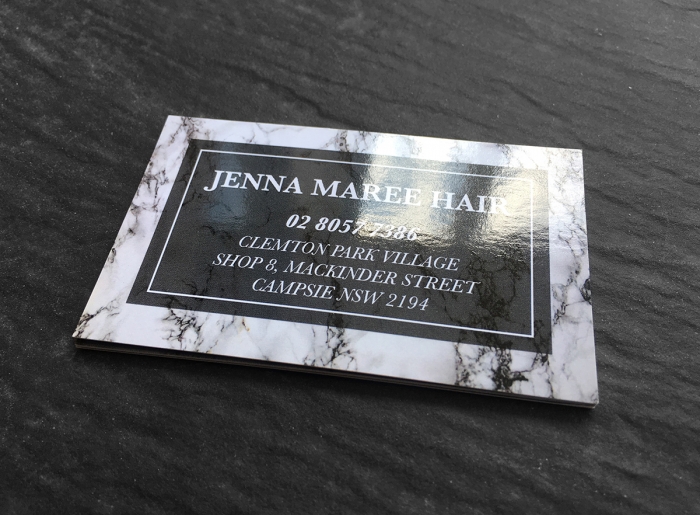 JENNA MAREE HAIR
02 8057 7386
CLEMTON PARK VILLAGE
SHOP 8, MACKINDER STREET
CAMPSIE NSW 2194